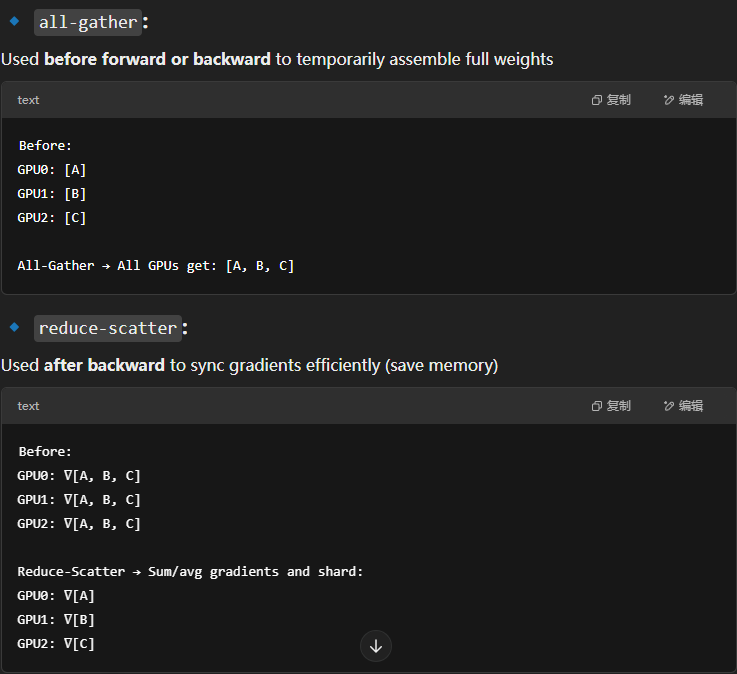 all-gather:
Used before forward or backward to temporarily assemble full weights
text 复制 编辑
Before:
GPU0: [A]
GPU1: [B]
GPU2: [C]
All-Gather → All GPUs get: [A, B, C]
reduce-scatter:
Used after backward to sync gradients efficiently (save memory)
text 复制 编辑
Before:
GPU0: ∇[A, B, C]
GPU1: ∇[A, B, C]
GPU2: ∇[A, B, C]
Reduce-Scatter → Sum/avg gradients and shard:
GPU0: ∇[A]
GPU1: ∇[B]
GPU2: ∇[C]